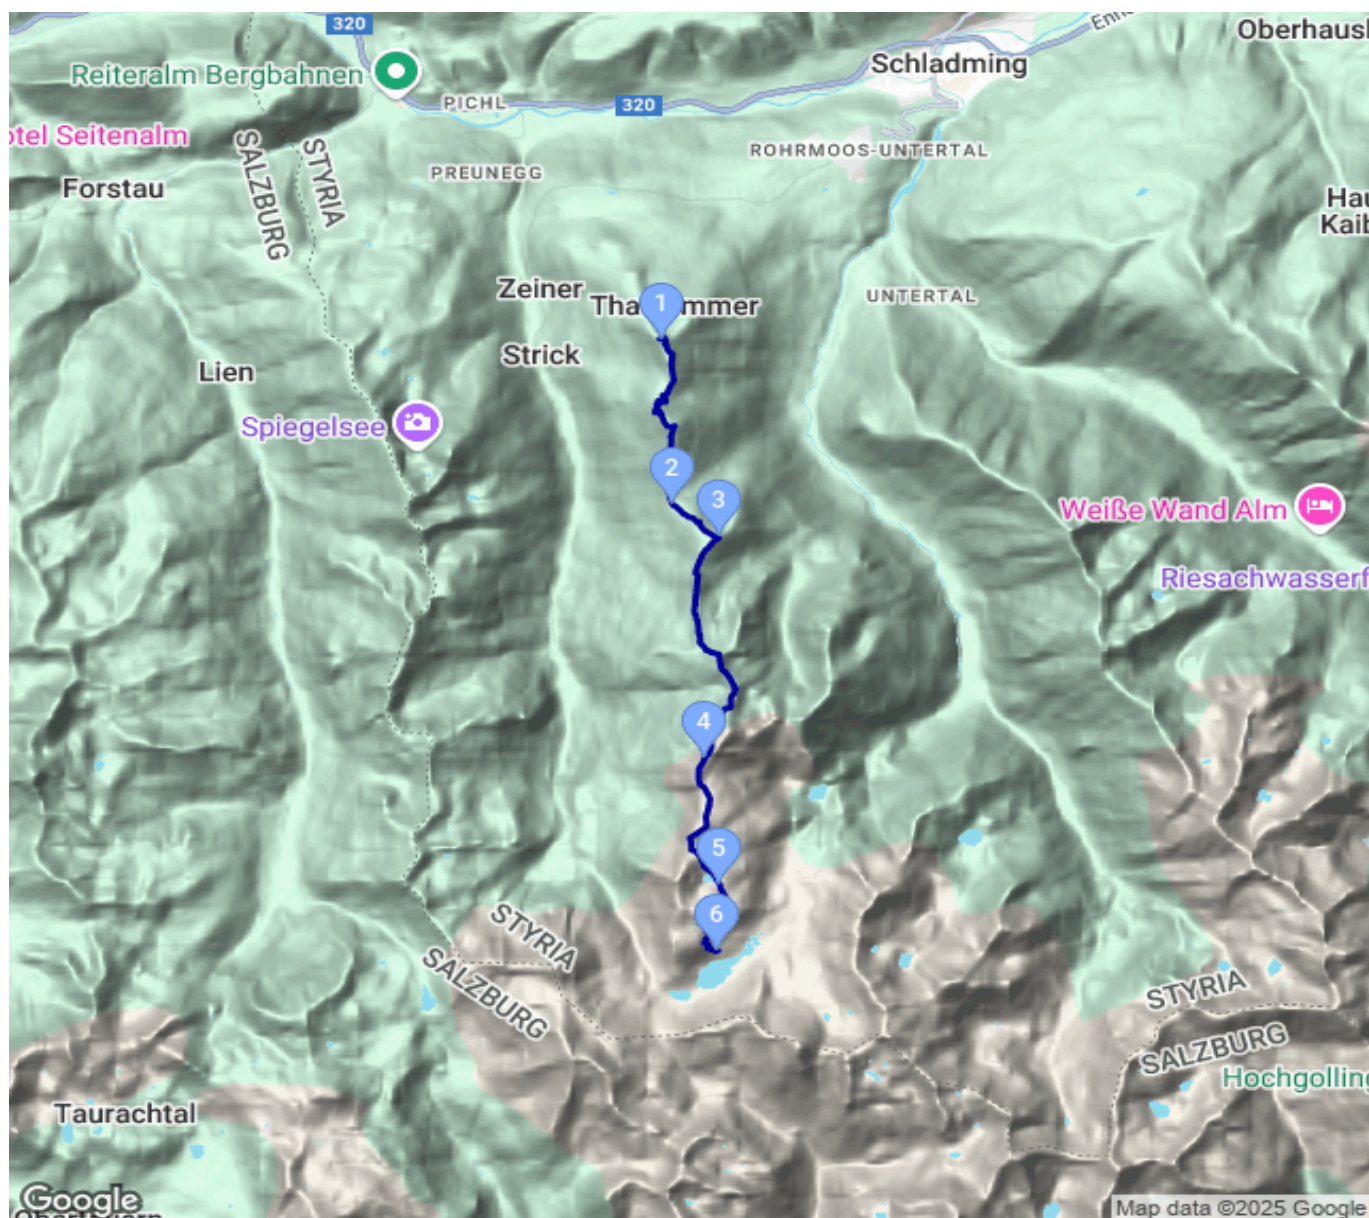 320
Enns
Oberhaus
Schladming
Reiteralm Bergbahnen
PICHL
320
otel Seitenalm
ROHRMOOS-UNTERTAL
SALZBURG
STYRIA
PREUNEGG
Forstau
Hau
Kaib
Zeiner
UNTERTAL
1
Tha mmer
Strick
Lien
Spiegelsee
2
3
Weiße Wand Alm
Riesachwasserf
4
5
6
STYRIA
SALZBURG
STYRIA
SALZBURG
Hochgolling
Taurachtal
Google
Map data ©2025 Google